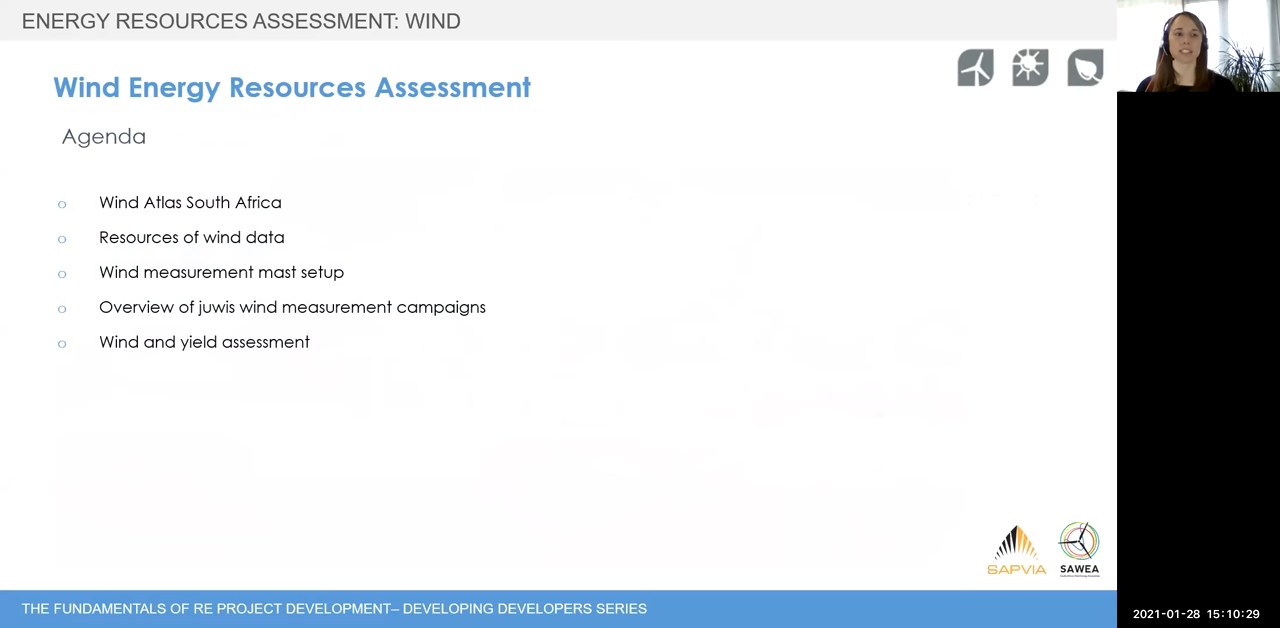 ENERGY RESOURCES ASSESSMENT: WIND
Wind Energy Resources Assessment
Agenda
o Wind Atlas South Africa
o Resources of wind data
o Wind measurement mast setup
o Overview of juwis wind measurement campaigns
o Wind and yield assessment
SAPVIA
SAWEA
THE FUNDAMENTALS OF RE PROJECT DEVELOPMENT– DEVELOPING DEVELOPERS SERIES
2021-01-28 15:10:29